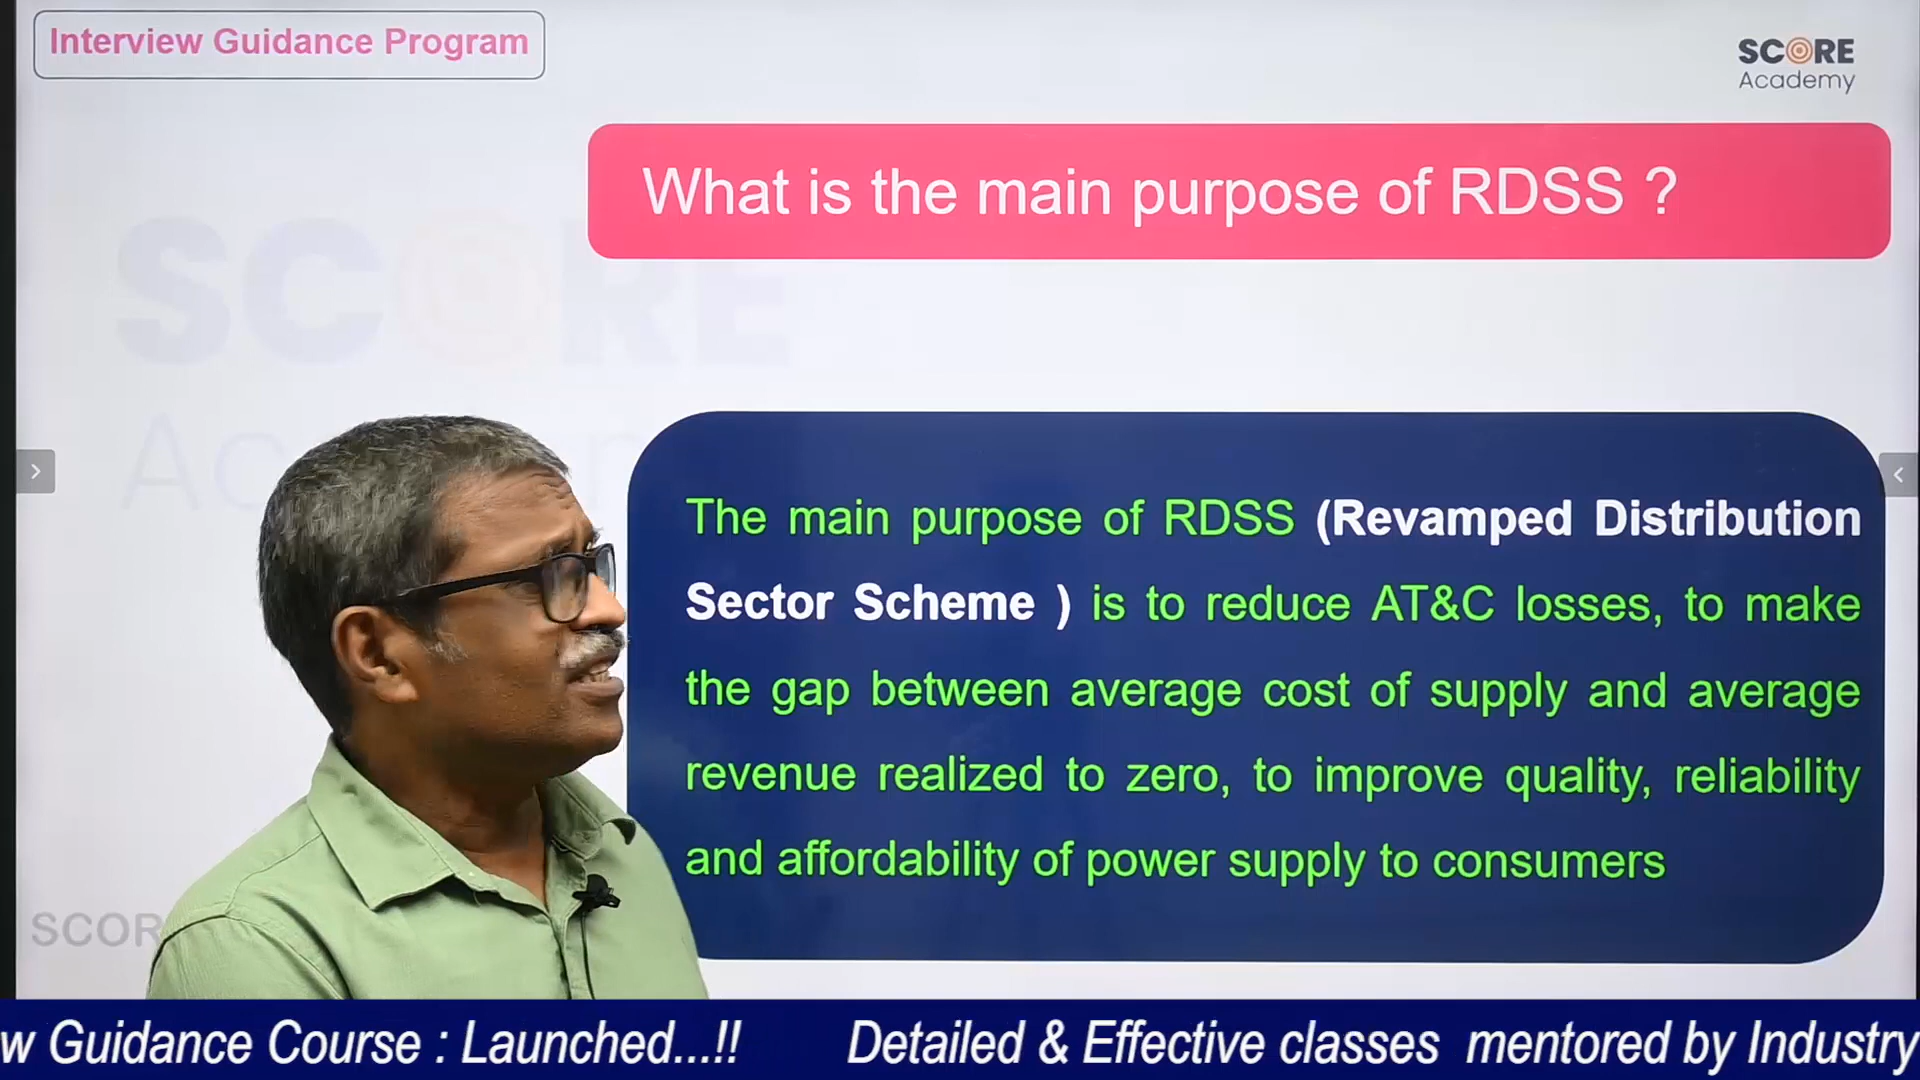 Interview Guidance Program
SCORE
Academy
What is the main purpose of RDSS ?
SCORE
The main purpose of RDSS (Revamped Distribution
Sector Scheme ) is to reduce AT&C losses, to make
the gap between average cost of supply and average
revenue realized to zero, to improve quality, reliability
and affordability of power supply to consumers
SCOR
w Guidance Course : Launched...!! Detailed & Effective classes mentored by Industry